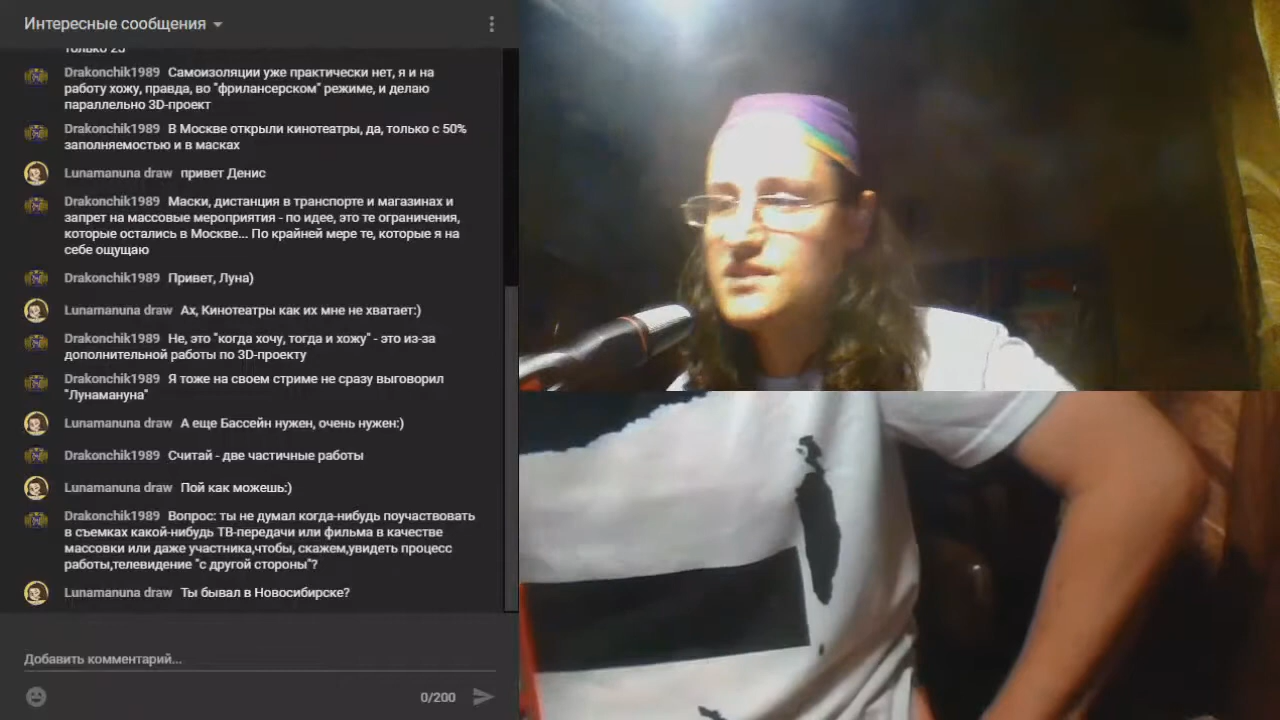 Интересные сообщения
только 25
Drakonchik1989 Самоизоляции уже практически нет, я и на
работу хожу, правда, во "фрилансерском" режиме, и делаю
параллельно 3D-проект
Drakonchik1989 В Москве открыли кинотеатры, да, только с 50%
заполняемостью и в масках
Lunamanuna draw привет Денис
Drakonchik1989 Маски, дистанция в транспорте и магазинах и
запрет на массовые мероприятия - по идее, это те ограничения,
которые остались в Москве... По крайней мере те, которые я на
себе ощущаю
Drakonchik1989 Привет, Луна)
Lunamanuna draw Ах, Кинотеатры как их мне не хватает:)
Drakonchik1989 Не, это "когда хочу, тогда и хожу" - это из-за
дополнительной работы по 3D-проекту
Drakonchik1989 Я тоже на своем стриме не сразу выговорил
"Лунамануна"
Lunamanuna draw А еще Бассейн нужен, очень нужен:)
Drakonchik1989 Считай - две частичные работы
Lunamanuna draw Пой как можешь:)
Drakonchik1989 Вопрос: ты не думал когда-нибудь поучаствовать
в съемках какой-нибудь ТВ-передачи или фильма в качестве
массовки или даже участника,чтобы, скажем,увидеть процесс
работы,телевидение "с другой стороны"?
Lunamanuna draw Ты бывал в Новосибирске?
Добавить комментарий...
0/200